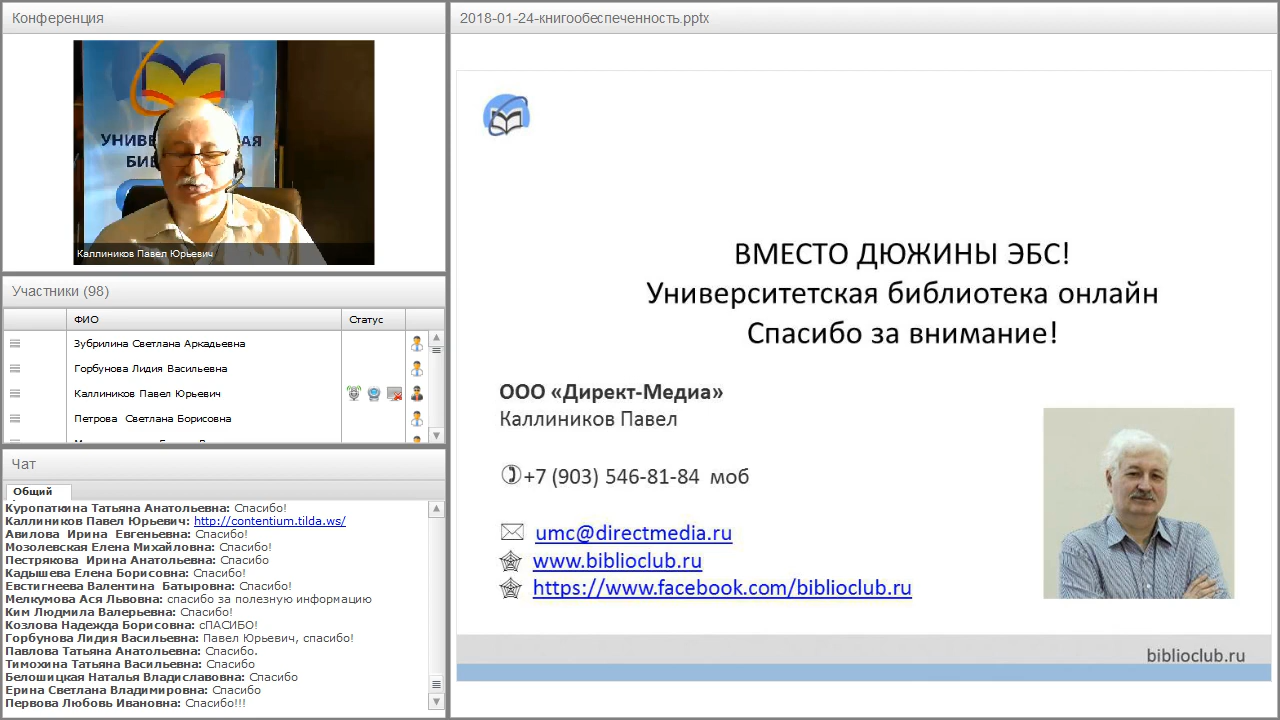 Конференция
УНИВЕ
АЯ
БИБ
Каллиников Павел Юрьевич
Участники (98)
ФИО
Статус
Зубрилина Светлана Аркадьевна
Горбунова Лидия Васильевна
Каллиников Павел Юрьевич
Петрова Светлана Борисовна
Чат
Общий
Куропаткина Татьяна Анатольевна: Спасибо!
Каллиников Павел Юрьевич: http://contentium.tilda.ws/
Авилова Ирина Евгеньевна: Спасибо!
Мозолевская Елена Михайловна: Спасибо!
Пестрякова Ирина Анатольевна: Спасибо
Кадышева Елена Борисовна: Спасибо!
Евстигнеева Валентина Батыровна: Спасибо!
Мелкумова Ася Львовна: спасибо за полезную информацию
Ким Людмила Валерьевна: Спасибо!
Козлова Надежда Борисовна: сПАСИБО!
Горбунова Лидия Васильевна: Павел Юрьевич, спасибо!
Павлова Татьяна Анатольевна: Спасибо.
Тимохина Татьяна Васильевна: Спасибо
Белошицкая Наталья Владиславовна: Спасибо
Ерина Светлана Владимировна: Спасибо
Первова Любовь Ивановна: Спасибо!!!
2018-01-24-книгообеспеченность.pptx
ВМЕСТО ДЮЖИНЫ ЭБС!
Университетская библиотека онлайн
Спасибо за внимание!
ООО «Директ-Медиа»
Каллиников Павел
+7 (903) 546-81-84 моб
umc@directmedia.ru
www.biblioclub.ru
https://www.facebook.com/biblioclub.ru
biblioclub.ru